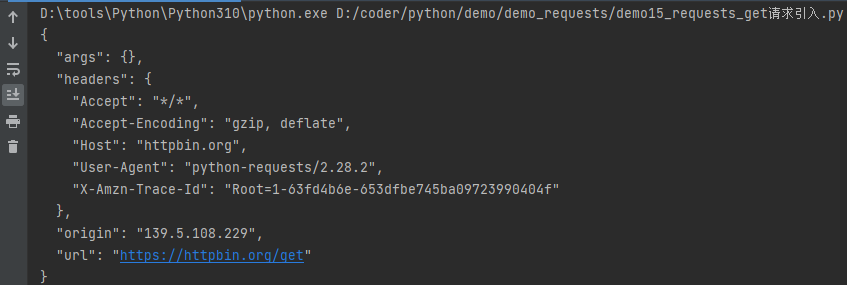 D:\tools\Python\Python310\python.exe D:/coder/python/demo/demo_requests/demo15_requests_get请求引入.py
{
  "args": {},
  "headers": {
    "Accept": "*/*",
    "Accept-Encoding": "gzip, deflate",
    "Host": "httpbin.org",
    "User-Agent": "python-requests/2.28.2",
    "X-Amzn-Trace-Id": "Root=1-63fd4b6e-653dfbe745ba09723990404f"
  },
  "origin": "139.5.108.229",
  "url": "https://httpbin.org/get"
}